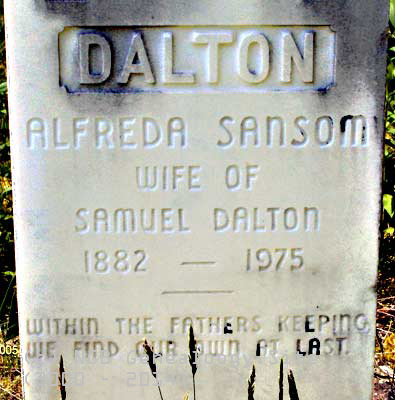 DALTON
ALFREDA SANSOM
WIFE OF
SAMUEL DALTON
1882 — 1975
WITHIN THE FATHERS KEEPING
WE FIND OUR OWN AT LAST.